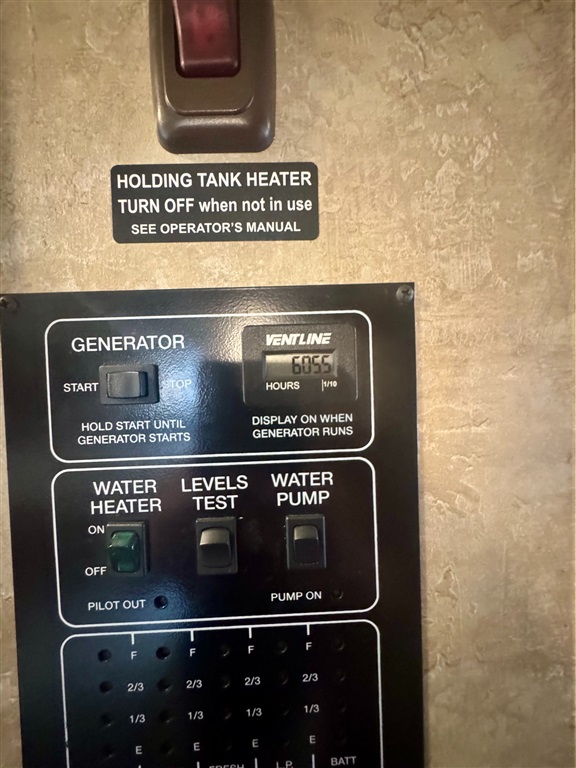 HOLDING TANK HEATER
TURN OFF when not in use
SEE OPERATOR'S MANUAL
GENERATOR
START
STOP
HOLD START UNTIL
GENERATOR STARTS
VENTLINE
6055
HOURS 1/10
DISPLAY ON WHEN
GENERATOR RUNS
WATER
HEATER
LEVELS
TEST
WATER
PUMP
ON
OFF
PILOT OUT
PUMP ON
F F F F
2/3 2/3 2/3 1/3
1/3 1/3 1/3 1/3
E E E E
FRESH L.P. BATT